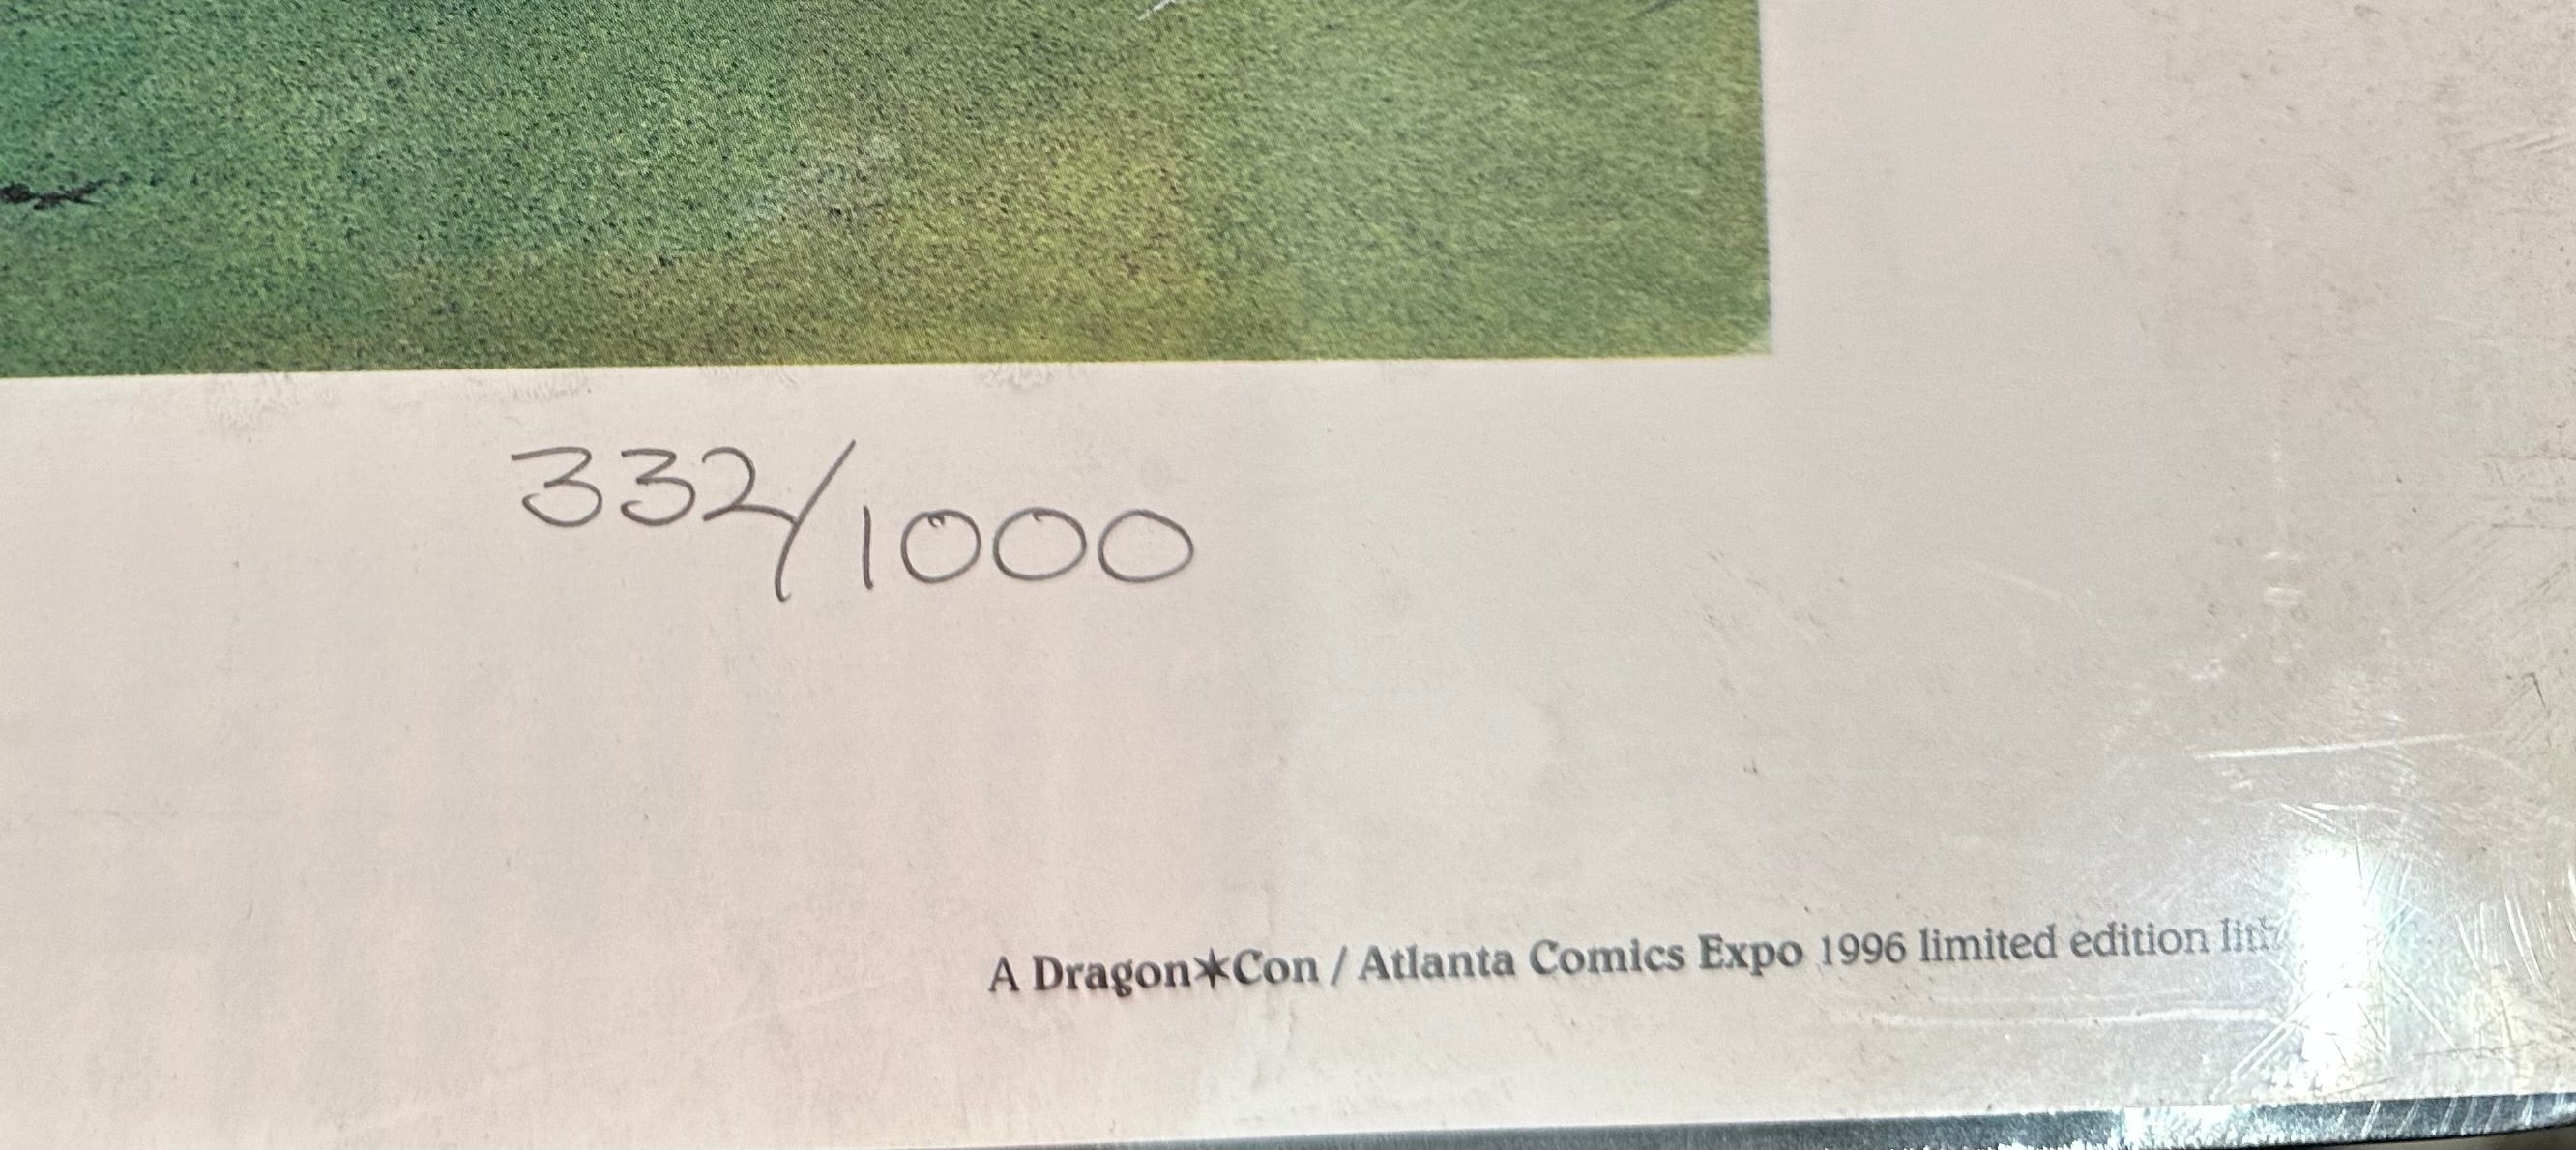 332/1000
A Dragon✶Con / Atlanta Comics Expo 1996 limited edition